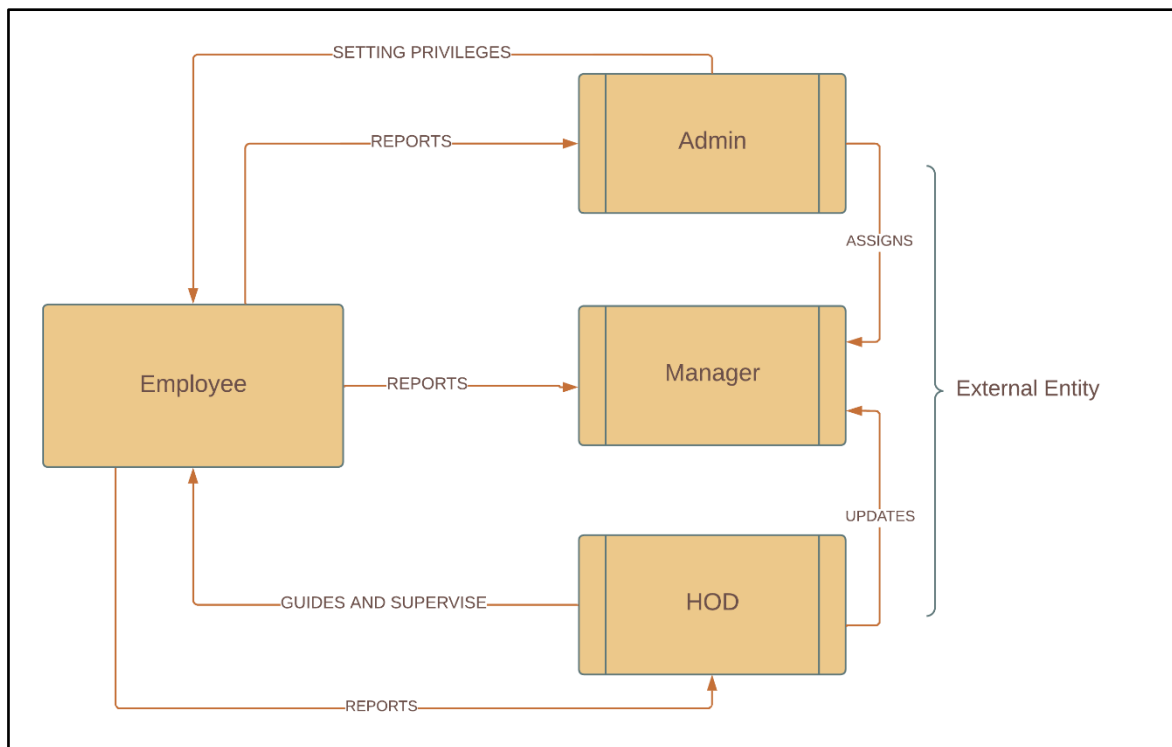 SETTING PRIVILEGES
REPORTS
Admin
ASSIGNS
Employee
REPORTS
Manager
External Entity
UPDATES
GUIDES AND SUPERVISE
HOD
REPORTS